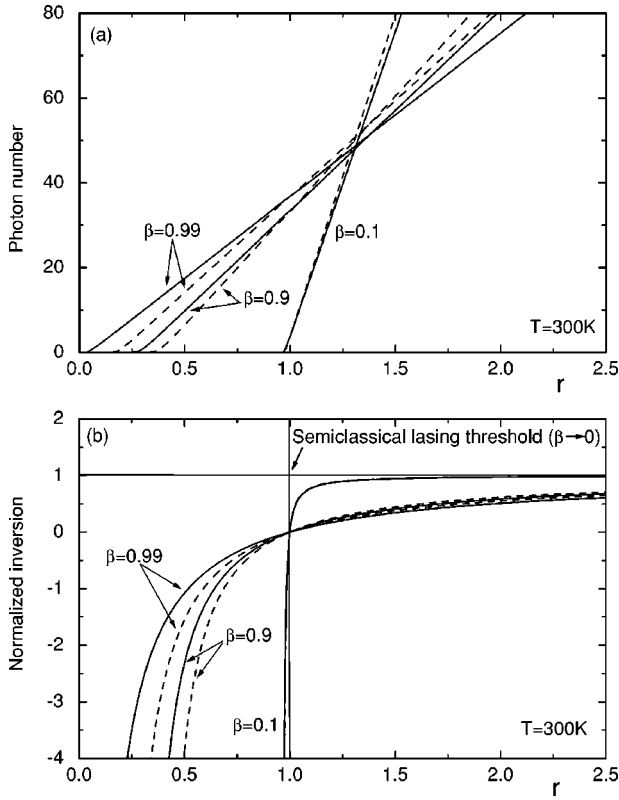 (a)
80
60
40
20
0
Photon number
β=0.99
β=0.9
β=0.1
T=300K
0.0 0.5 1.0 1.5 2.0 2.5
r
(b)
2
1
0
-1
-2
-3
-4
Normalized inversion
Semiclassical lasing threshold (β→0)
β=0.99
β=0.9
β=0.1
T=300K
0.0 0.5 1.0 1.5 2.0 2.5
r